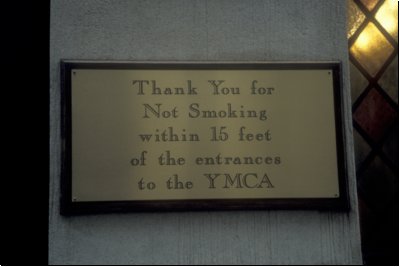 Thank You for
Not Smoking
within 15 feet
of the entrances
to the YMCA